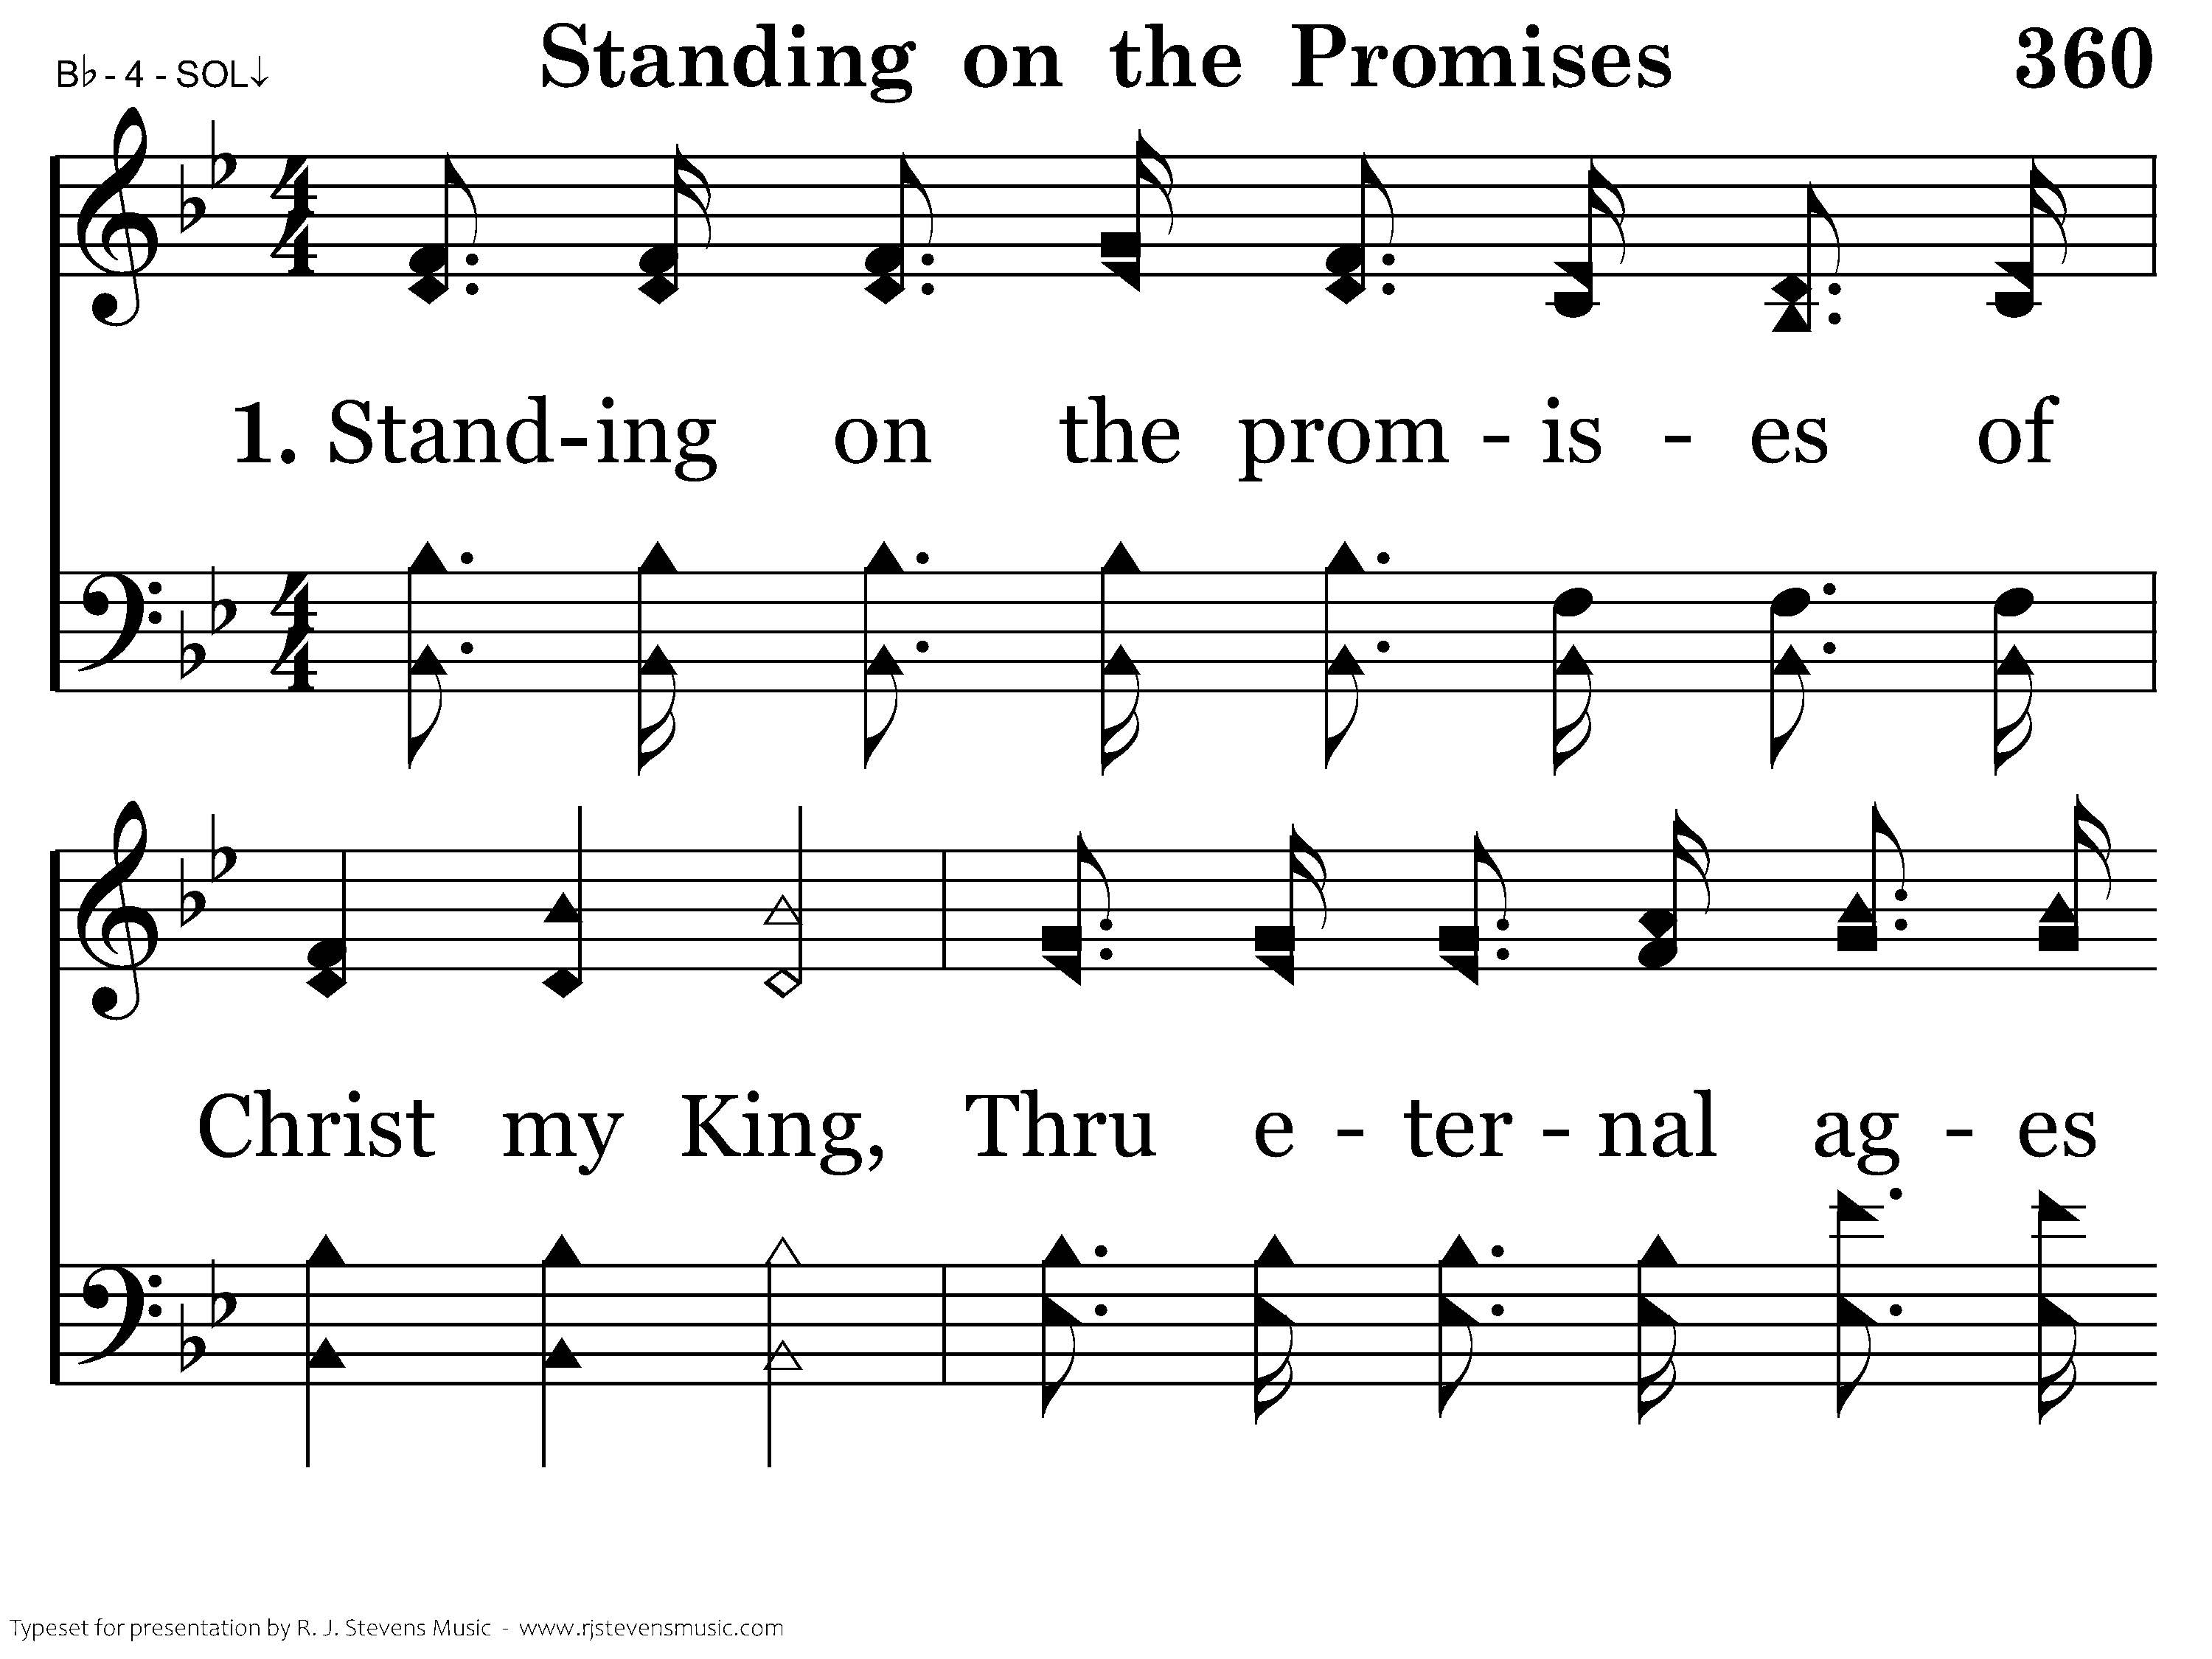 B♭ - 4 - SOL↓ Standing on the Promises 360
1. Stand-ing on the prom - is - es of
Christ my King, Thru e - ter - nal ag - es
Typeset for presentation by R. J. Stevens Music - www.rjstevensmusic.com